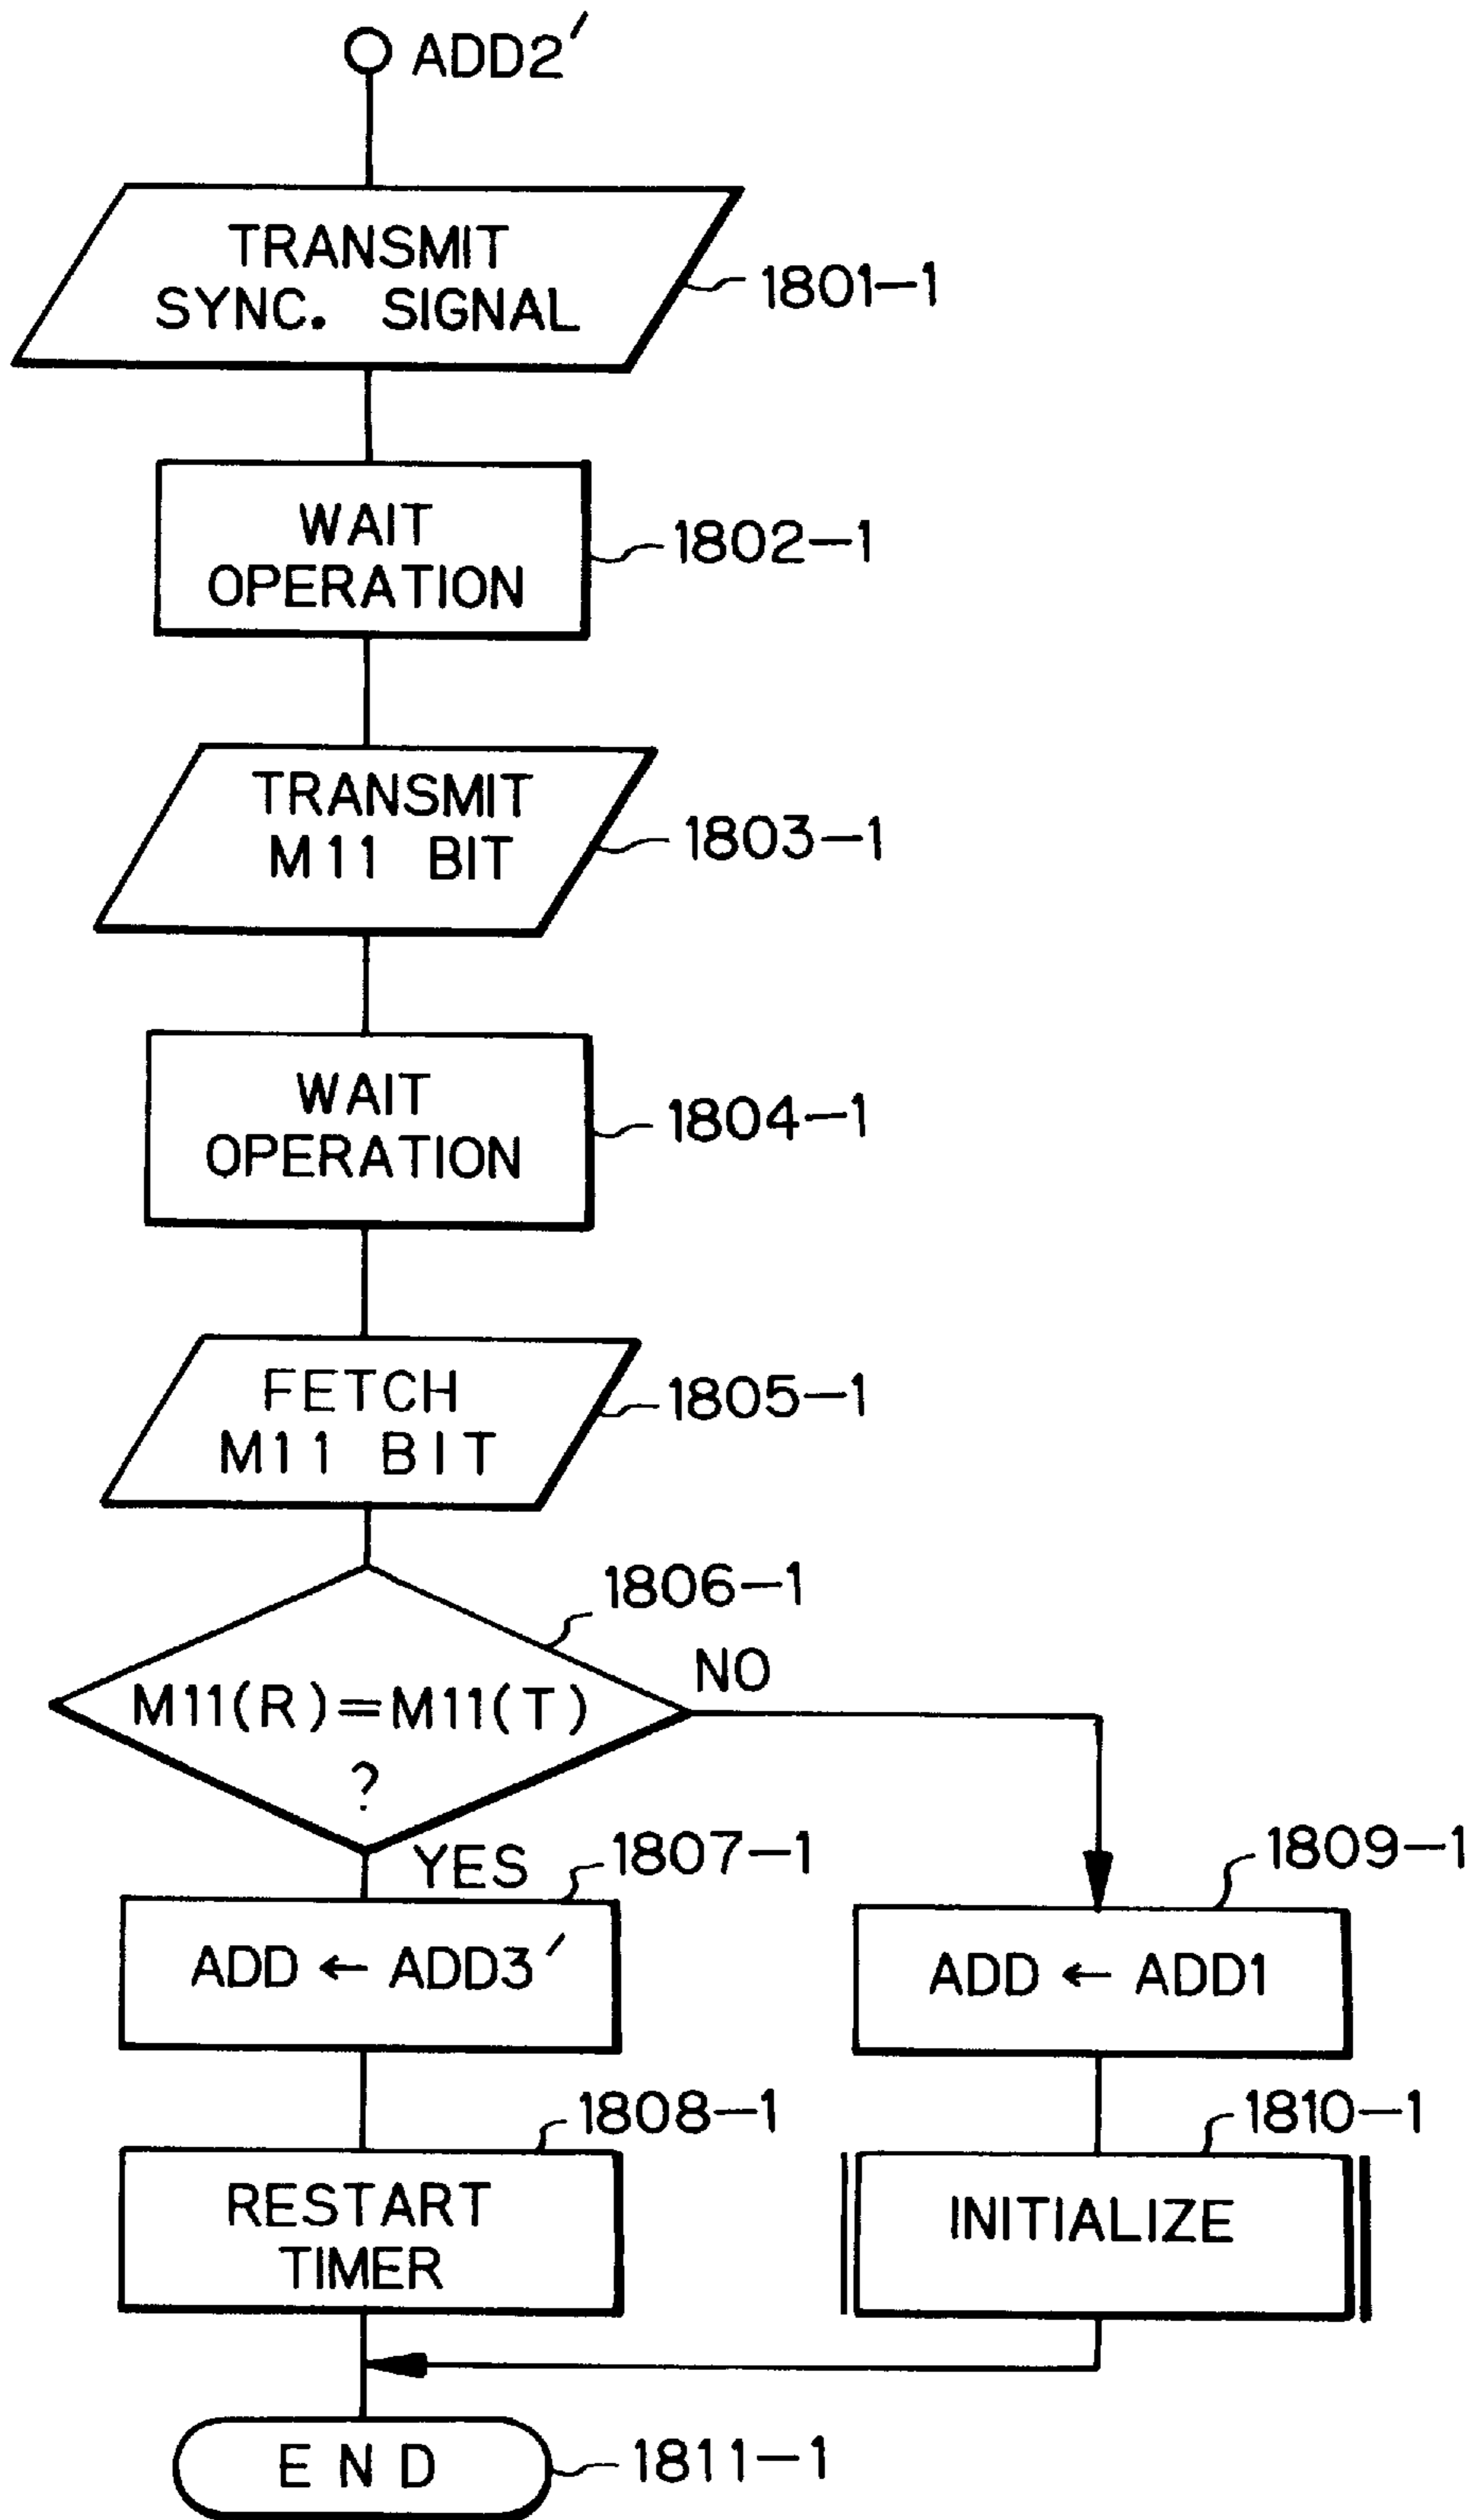 ADD2′
TRANSMIT
SYNC. SIGNAL
1801-1
WAIT
OPERATION
1802-1
TRANSMIT
M11 BIT
1803-1
WAIT
OPERATION
1804-1
FETCH
M11 BIT
1805-1
1806-1
NO
M11(R)=M11(T)
?
YES
1807-1
1809-1
ADD ← ADD3′
ADD ← ADD1
1808-1
1810-1
RESTART
TIMER
INITIALIZE
END
1811-1